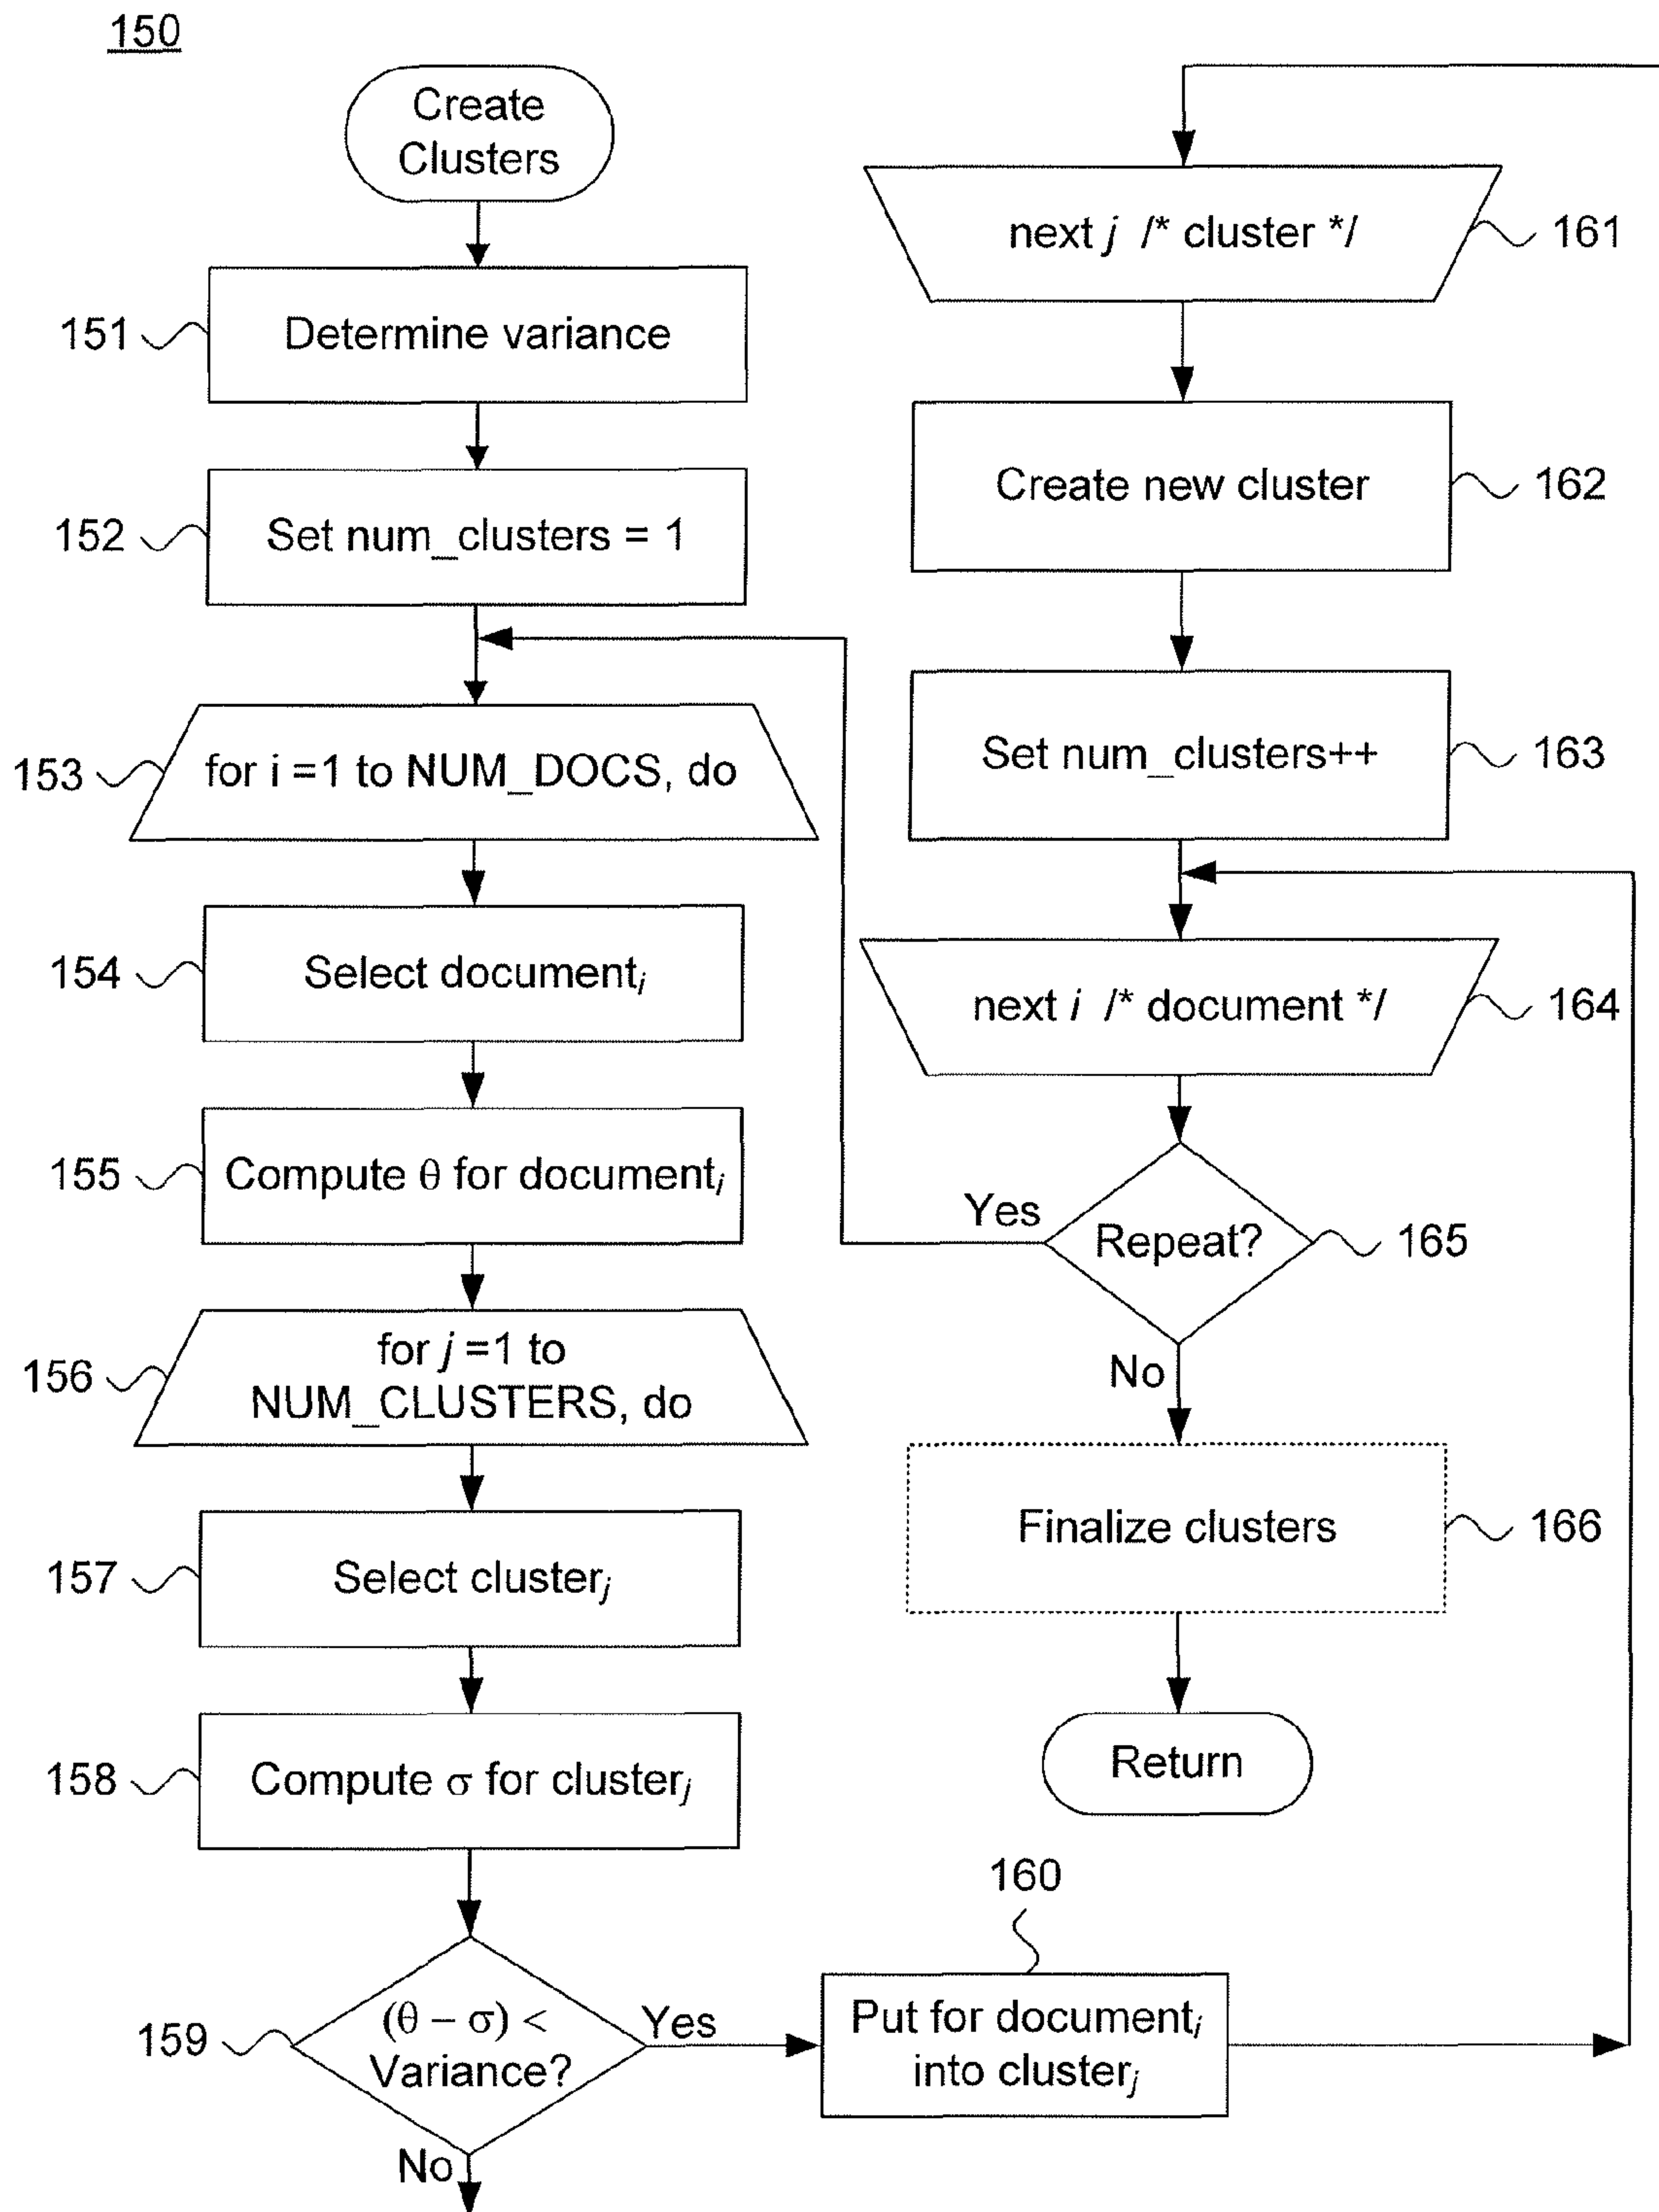 150
Create
Clusters
151
Determine variance
152
Set num_clusters = 1
153
for i =1 to NUM_DOCS, do
154
Select documenti
155
Compute θ for documenti
156
for j =1 to
NUM_CLUSTERS, do
157
Select clusterj
158
Compute σ for clusterj
159
(θ – σ) <
Variance?
Yes
No
160
Put for documenti
into clusterj
next j /* cluster */
161
Create new cluster
162
Set num_clusters++
163
next i /* document */
164
Yes
Repeat?
165
No
Finalize clusters
166
Return